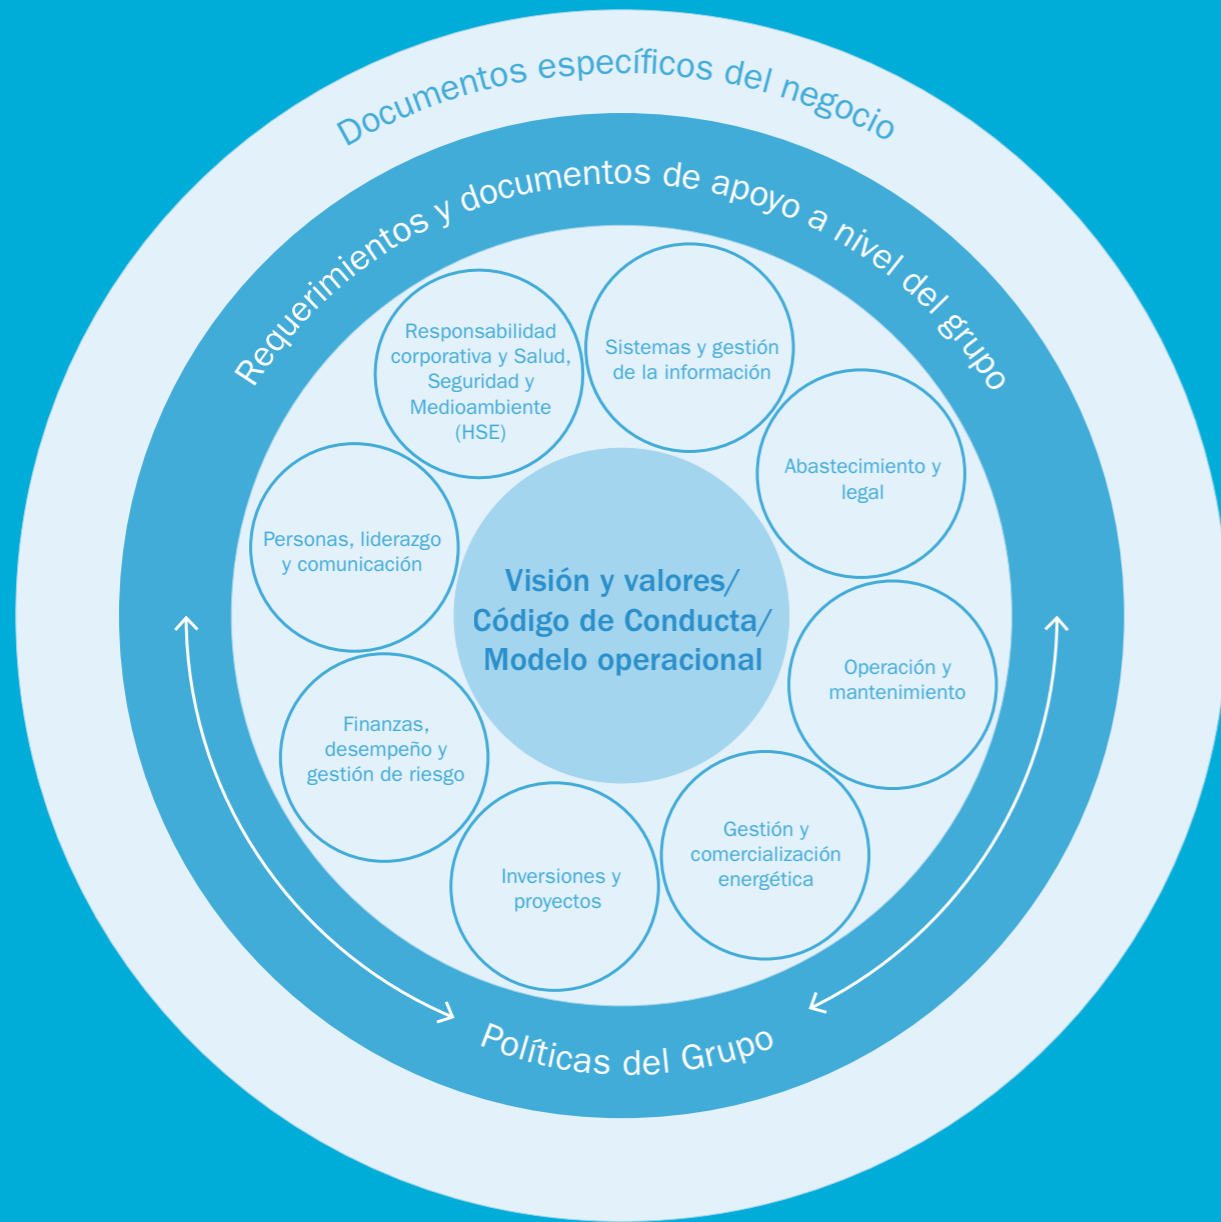 Documentos específicos del negocio
Requerimientos y documentos de apoyo a nivel del grupo
Responsabilidad
corporativa y Salud,
Seguridad y
Medioambiente
(HSE)
Sistemas y gestión
de la información
Abastecimiento y
legal
Personas, liderazgo
y comunicación
Visión y valores/
Código de Conducta/
Modelo operacional
Operación y
mantenimiento
Finanzas,
desempeño y
gestión de riesgo
Gestión y
comercialización
energética
Inversiones y
proyectos
Políticas del Grupo